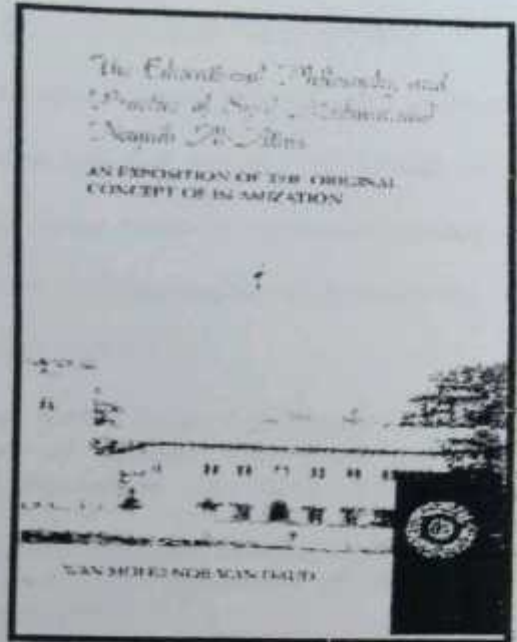 The Educational Philosophy and
Practice of Syed Muhammad
Naquib Al-Attas
AN EXPOSITION OF THE ORIGINAL
CONCEPT OF ISLAMIZATION
WAN MOHD NOR WAN DAUD